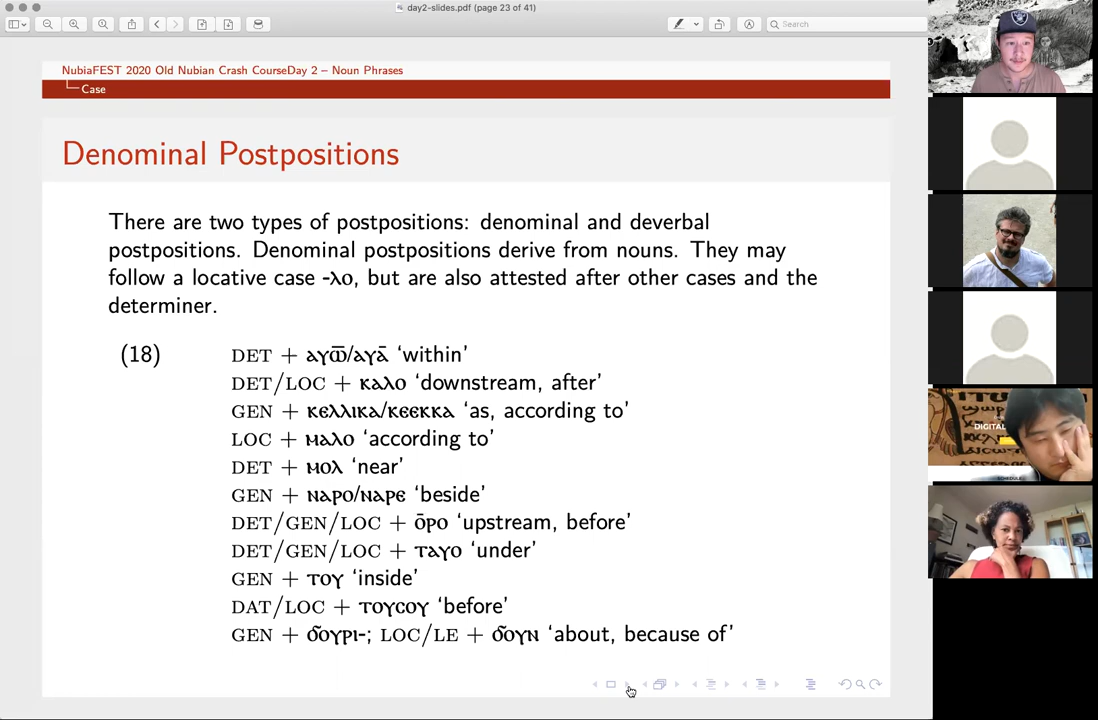 day2-slides.pdf (page 23 of 41)
Search
NubiaFEST 2020 Old Nubian Crash CourseDay 2 – Noun Phrases
Case
Denominal Postpositions
There are two types of postpositions: denominal and deverbal
postpositions. Denominal postpositions derive from nouns. They may
follow a locative case -ⲗⲟ, but are also attested after other cases and the
determiner.
(18)
DET + ⲁⲩⲱ̅/ⲁⲩⲁ̄ ‘within’
DET/LOC + ⲕⲁⲗⲟ ‘downstream, after’
GEN + ⲕⲉⲗⲗⲓⲕⲁ/ⲕⲉⲉⲕⲕⲁ ‘as, according to’
LOC + ⲙⲁⲗⲟ ‘according to’
DET + ⲙⲟⲗ ‘near’
GEN + ⲛⲁⲣⲟ/ⲛⲁⲣⲉ ‘beside’
DET/GEN/LOC + ⲟ̄ⲣⲟ ‘upstream, before’
DET/GEN/LOC + ⲧⲁⲩⲟ ‘under’
GEN + ⲧⲟⲩ ‘inside’
DAT/LOC + ⲧⲟⲩⲥⲟⲩ ‘before’
GEN + ϭ̄ⲟⲩⲣⲓ-; LOC/LE + ϭ̄ⲟⲩⲛ ‘about, because of’
DIGITAL
SCHEDULE